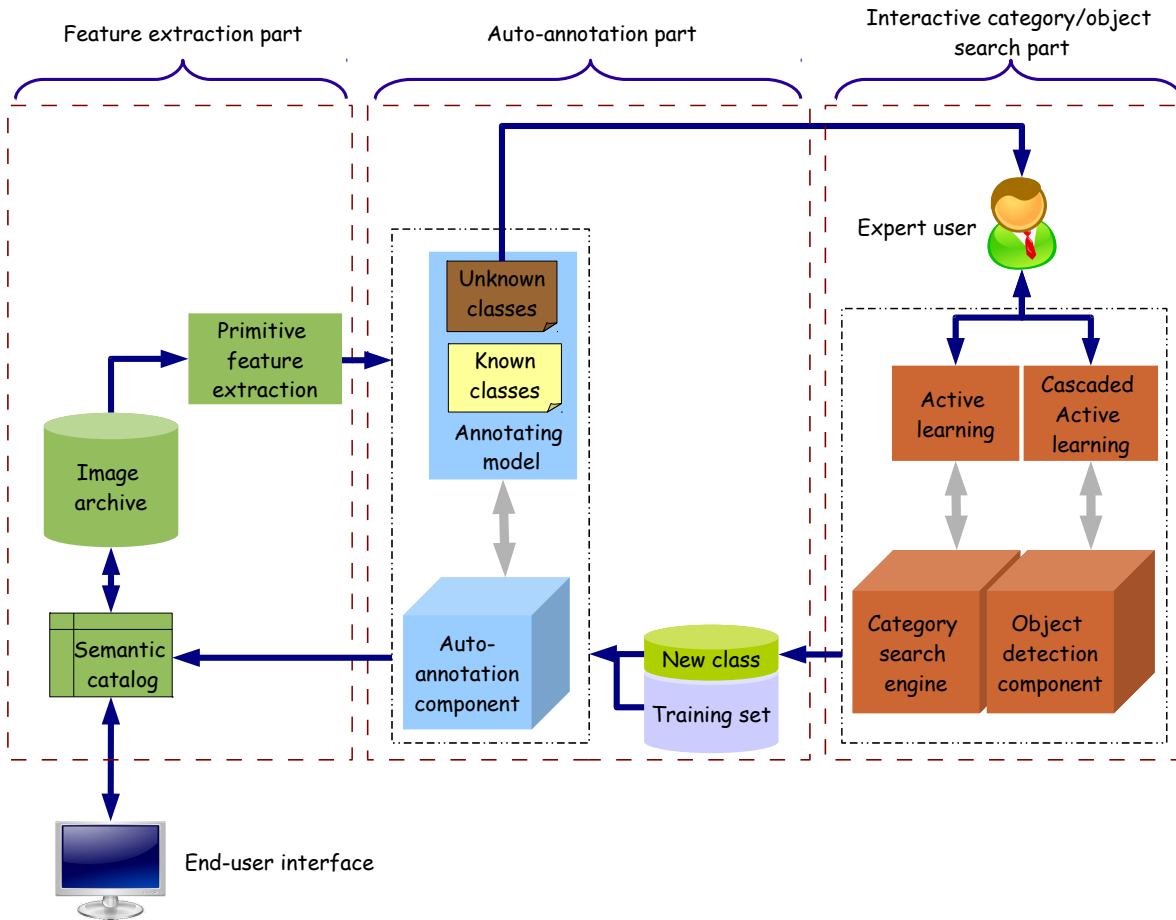 Feature extraction part
Auto-annotation part
Interactive category/object
search part
Expert user
Unknown
classes
Known
classes
Annotating
model
Primitive
feature
extraction
Image
archive
Semantic
catalog
End-user interface
Auto-
annotation
component
New class
Training set
Active
learning
Cascaded
Active
learning
Category
search
engine
Object
detection
component